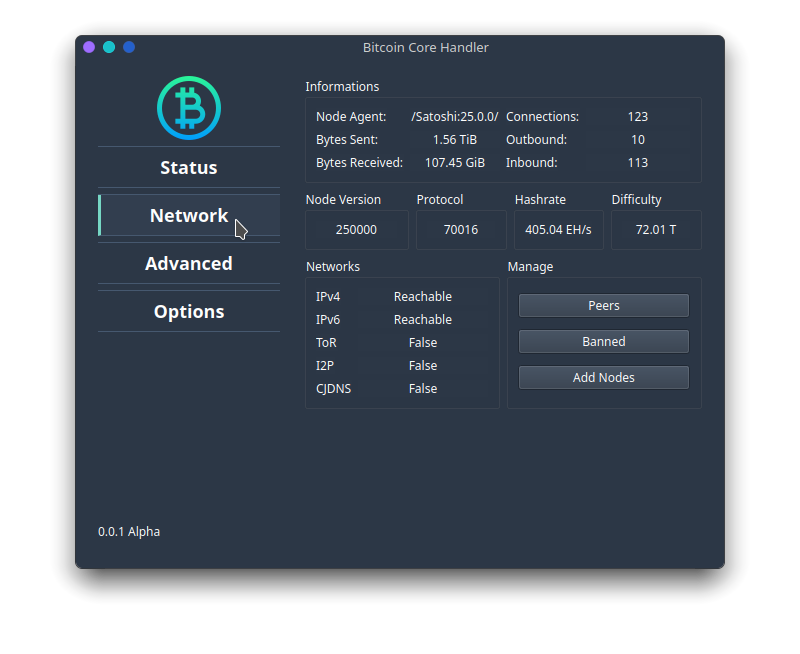 Bitcoin Core Handler
Status
Network
Advanced
Options
0.0.1 Alpha
Informations
Node Agent: /Satoshi:25.0.0/ Connections: 123
Bytes Sent: 1.56 TiB Outbound: 10
Bytes Received: 107.45 GiB Inbound: 113
Node Version Protocol Hashrate Difficulty
250000 70016 405.04 EH/s 72.01 T
Networks
IPv4 Reachable
IPv6 Reachable
ToR False
I2P False
CJDNS False
Manage
Peers
Banned
Add Nodes